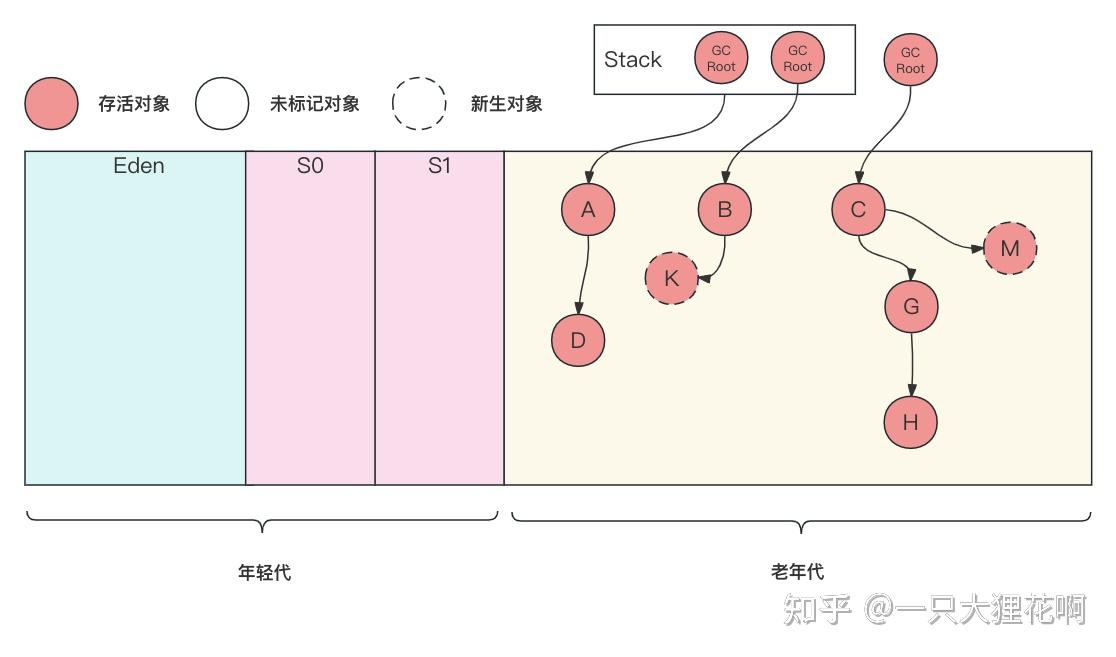 Stack
GC
Root
GC
Root
GC
Root
存活对象
未标记对象
新生对象
Eden
S0
S1
A
B
C
M
K
G
D
H
年轻代
老年代
知乎 @一只大狸花啊